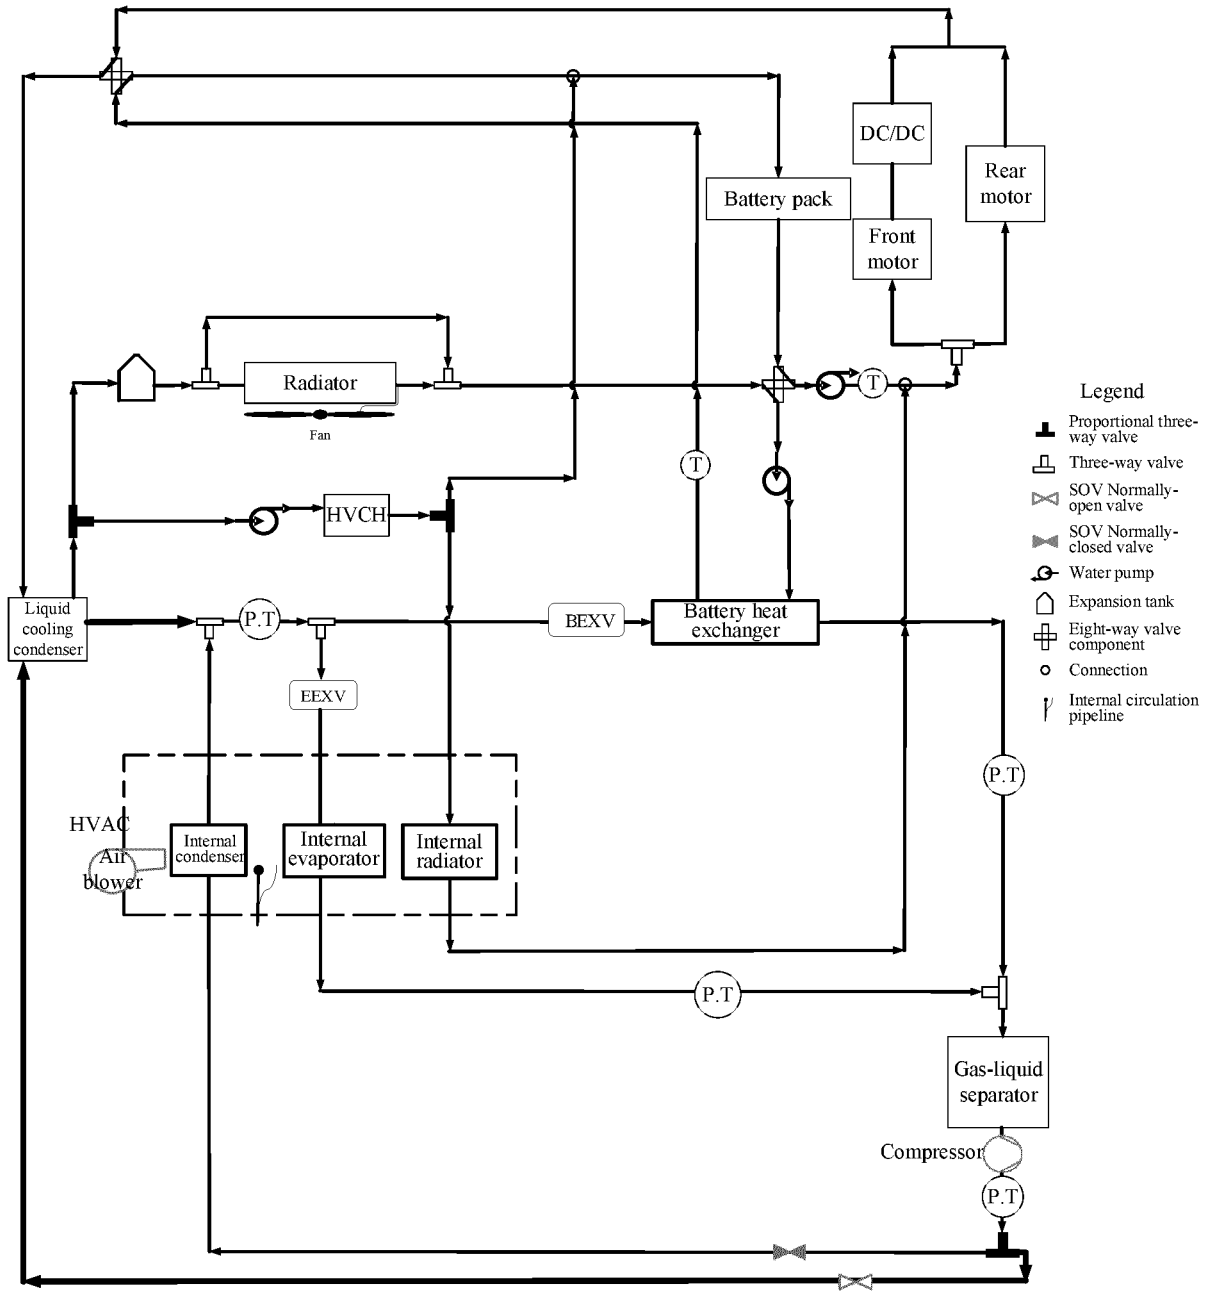 DC/DC
Rear
motor
Battery pack
Front
motor
Radiator
T
Fan
Legend
Proportional three-
way valve
T
Three-way valve
SOV Normally-
open valve
HVCH
SOV Normally-
closed valve
Water pump
Expansion tank
Liquid
cooling
condenser
P.T
BEXV
Battery heat
exchanger
Eight-way valve
component
Connection
EEXV
Internal circulation
pipeline
P.T
HVAC
Air
blower
Internal
condenser
Internal
evaporator
Internal
radiator
P.T
Gas-liquid
separator
Compressor
P.T